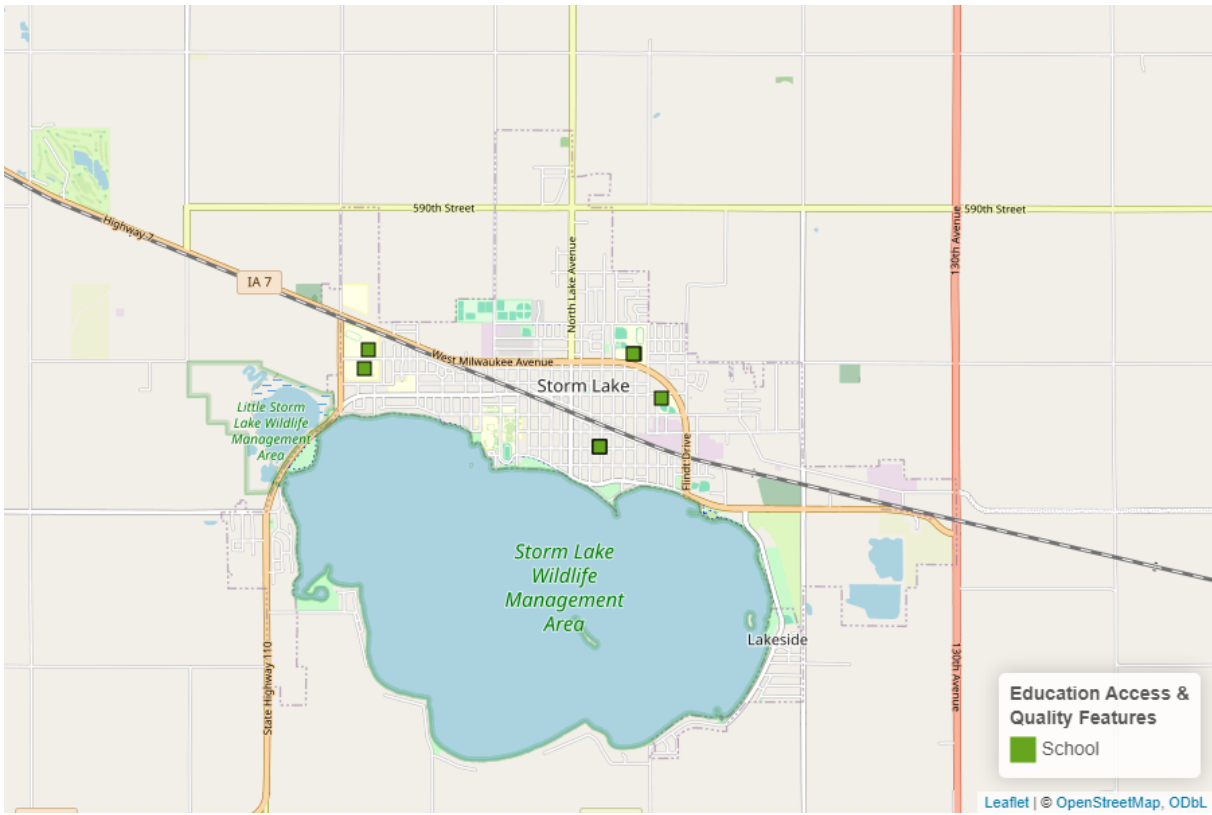 590th Street
590th Street
Highway 7
130th Avenue
IA 7
North Lake Avenue
West Milwaukee Avenue
Storm Lake
Little Storm
Lake Wildlife
Management
Area
Flindt Drive
Storm Lake
Wildlife
Management
Area
Lakeside
State Highway 110
130th Avenue
Education Access &
Quality Features
School
Leaflet | © OpenStreetMap, ODbL